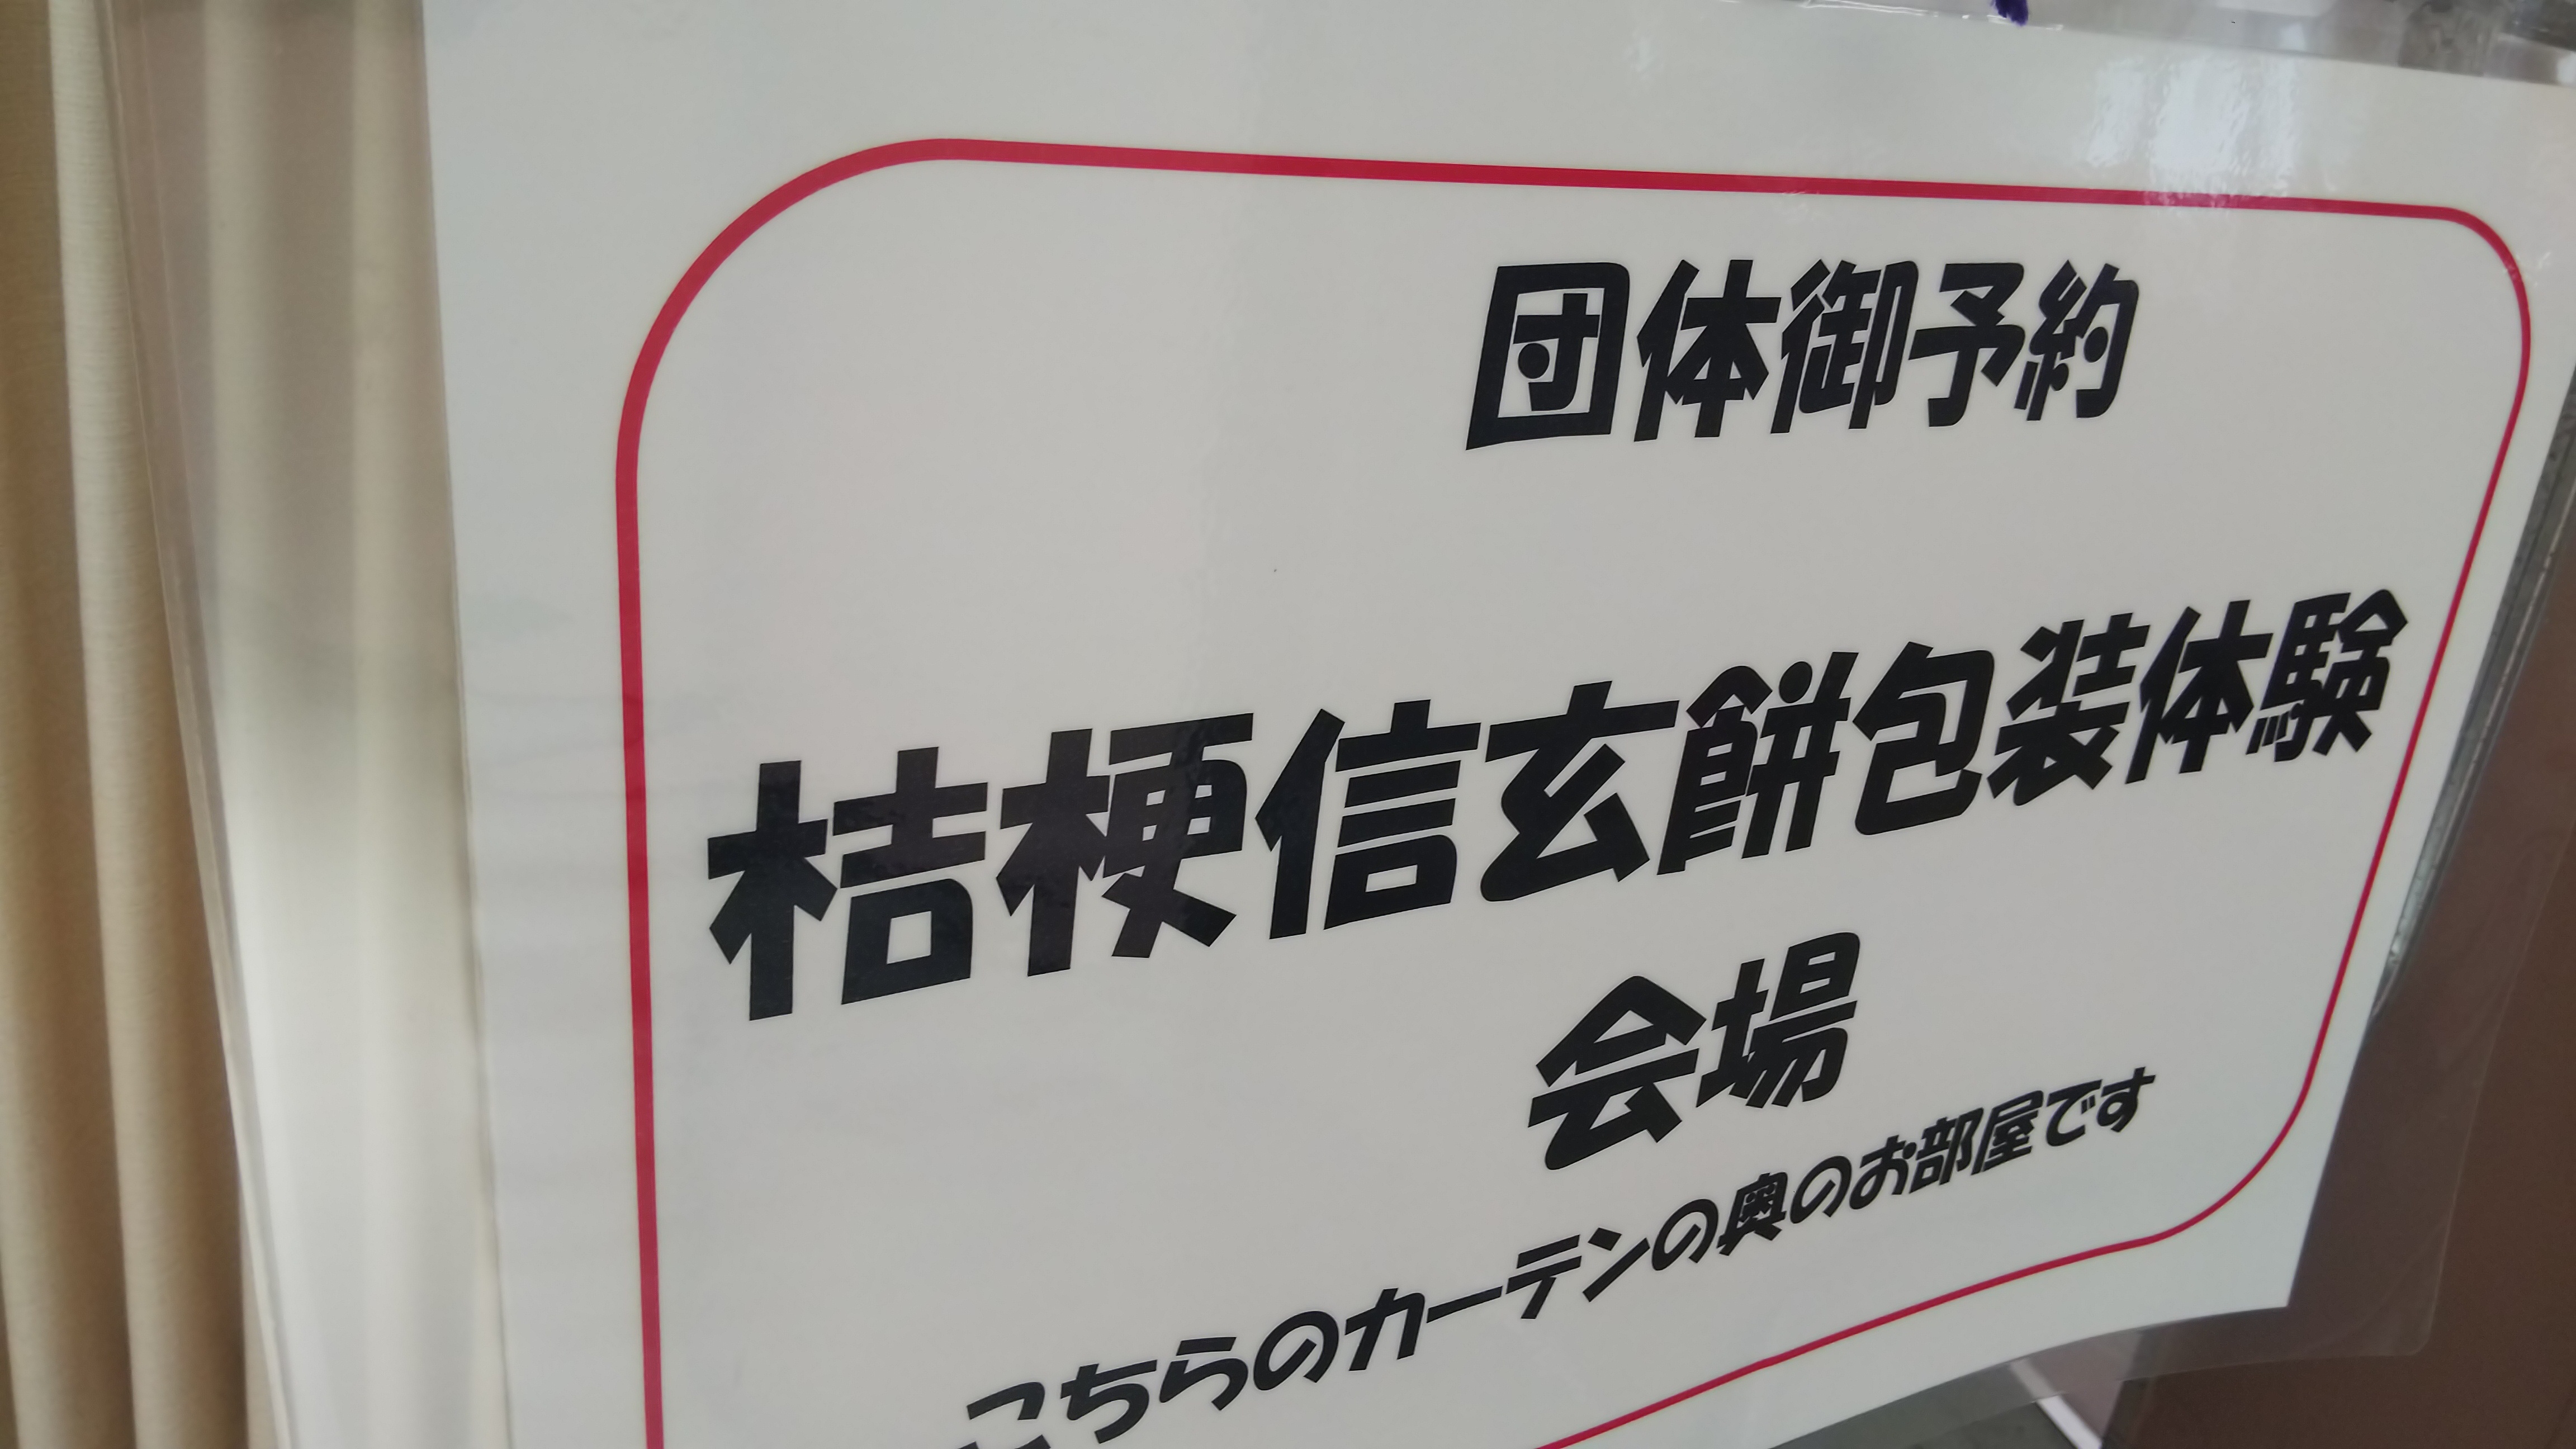 団体御予約
桔梗信玄餅包装体験
会場
こちらのカーテンの奥のお部屋です